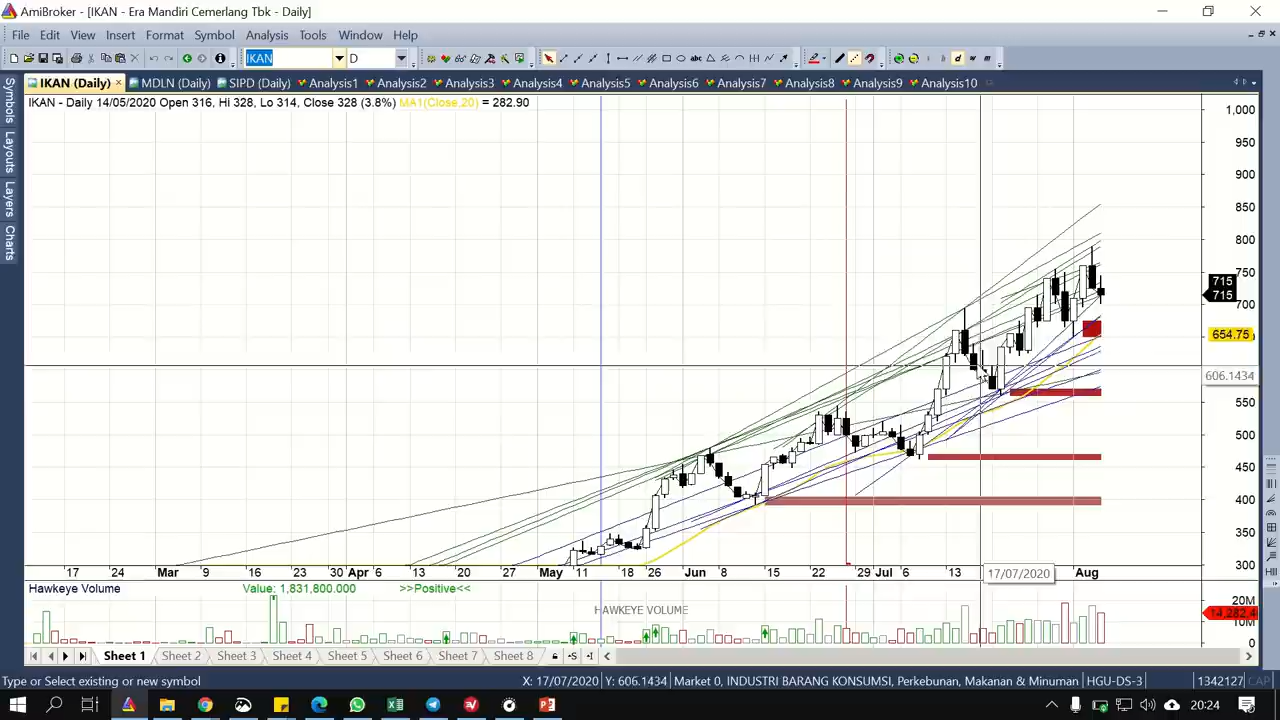 AmiBroker - [IKAN - Era Mandiri Cemerlang Tbk - Daily]
File Edit View Insert Format Symbol Analysis Tools Window Help
IKAN D
IKAN (Daily) MDLN (Daily) SIPD (Daily) Analysis1 Analysis2 Analysis3 Analysis4 Analysis5 Analysis6 Analysis7 Analysis8 Analysis9 Analysis10
IKAN - Daily 14/05/2020 Open 316, Hi 328, Lo 314, Close 328 (3.8%) MA1(Close,20) = 282.90
Symbols
Layouts
Layers
Charts
1,000
950
900
850
800
750
715
715
700
654.75
606.1434
550
500
450
400
350
300
17 24 Mar 9 16 23 30 Apr 6 13 20 27 May 11 18 26 Jun 8 15 22 29 Jul 6 13 17/07/2020 Aug
Hawkeye Volume Value: 1,831,800.000 >>Positive<<
HAWKEYE VOLUME
20M
14,282,4
10M
0
Sheet 1 Sheet 2 Sheet 3 Sheet 4 Sheet 5 Sheet 6 Sheet 7 Sheet 8
Type or Select existing or new symbol X: 17/07/2020 Y: 606.1434 Market 0, INDUSTRI BARANG KONSUMSI, Perkebunan, Makanan & Minuman HGU-DS-3 1342127 CAP
20:24